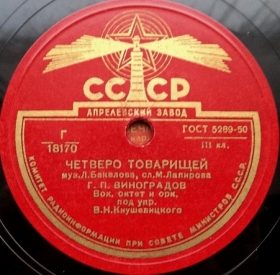 СССР
АПРЕЛЕВСКИЙ ЗАВОД
Г
18170
ГОСТ 5289-50
III кл.
ЧЕТВЕРО ТОВАРИЩЕЙ
муз. Л. Бакалова, сл. М. Лапирова
Г. П. ВИНОГРАДОВ
Вок. октет и орк.
под упр.
В. Н. Кнушевицкого
КОМИТЕТ РАДИОИНФОРМАЦИИ ПРИ СОВЕТЕ МИНИСТРОВ СССР.